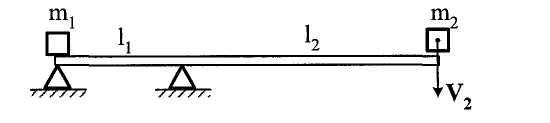 m₁ l₁ l₂ m₂
V₂